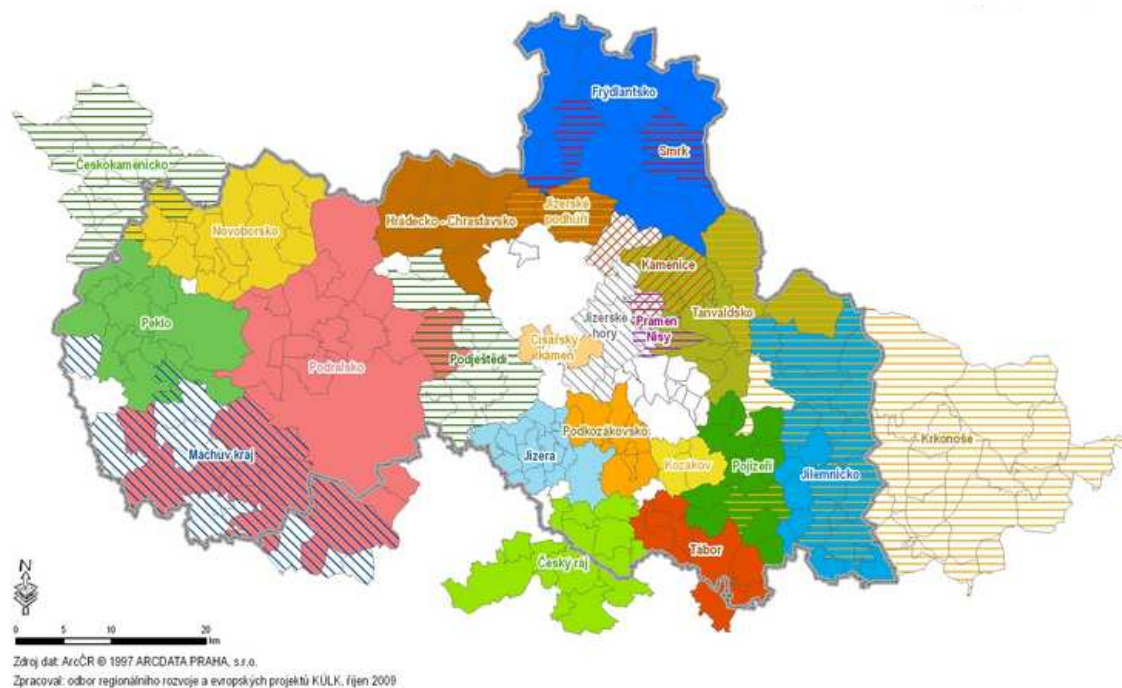 Frýdlantsko
Smrk
Českokamenicko
Jizerské
podhůří
Hrádecko - Chrastavsko
Novoborsko
Kamenice
Tanvaldsko
Jizerské
hory
Pramen
Nisy
Peklo
Císařský
kámen
Podještědí
Podralsko
Podkozákovsko
Krkonoše
Machuv kraj
Jizera
Kozákov
Pojizeří
Jilemnicko
Tábor
Český ráj
N
0 5 10 20
km
Zdroj dat: ArcČR © 1997 ARCDATA PRAHA, s.r.o.
Zpracoval: odbor regionálního rozvoje a evropských projektů KÚLK, říjen 2009